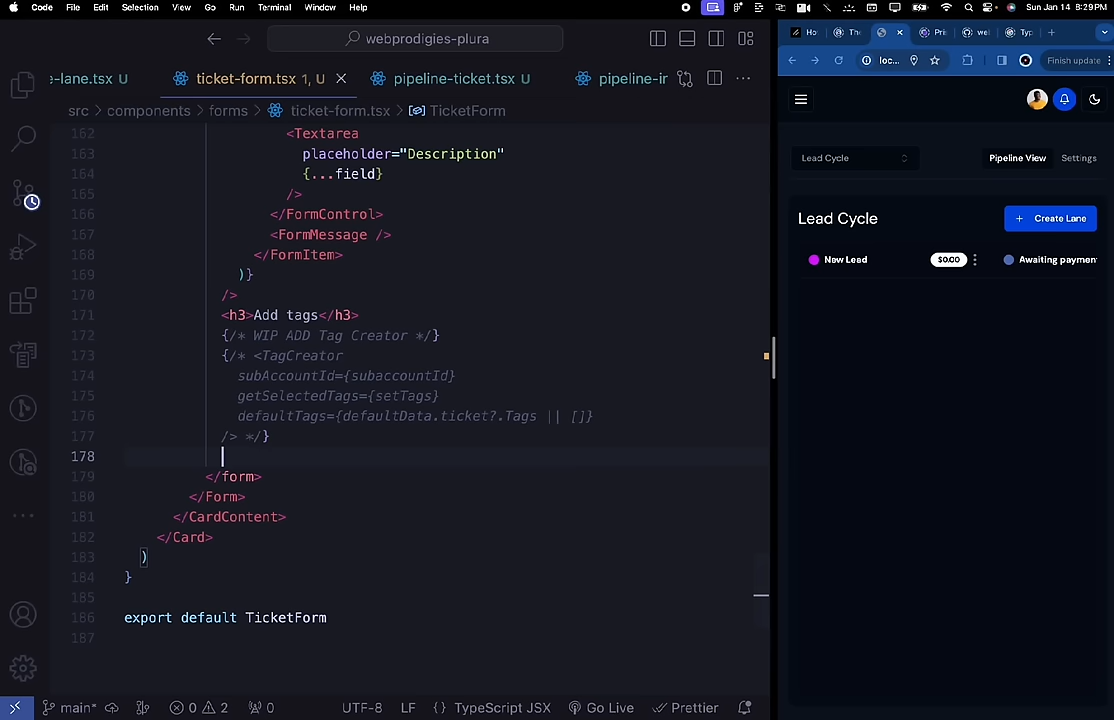 Code File Edit Selection View Go Run Terminal Window Help
Sun Jan 14 8:29 PM
webprodigies-plura
e-lane.tsx U
ticket-form.tsx 1, U
pipeline-ticket.tsx U
pipeline-ir
src > components > forms > ticket-form.tsx > TicketForm
162 <Textarea
163 placeholder="Description"
164 {...field}
165 />
166 </FormControl>
167 <FormMessage />
168 </FormItem>
169 )}
170 />
171 <h3>Add tags</h3>
172 {/* WIP ADD Tag Creator */}
173 {/* <TagCreator
174 subAccountId={subaccountId}
175 getSelectedTags={setTags}
176 defaultTags={defaultData.ticket?.Tags || []}
177 /> */}
178
179 </form>
180 </Form>
181 </CardContent>
182 </Card>
183 )
184 }
185
186 export default TicketForm
187
main* 0 2 0 UTF-8 LF {} TypeScript JSX Go Live Prettier
Ho The Pri wel Typ
loc... Finish update
Lead Cycle Pipeline View Settings
Lead Cycle
+ Create Lane
New Lead $0.00 Awaiting paymen